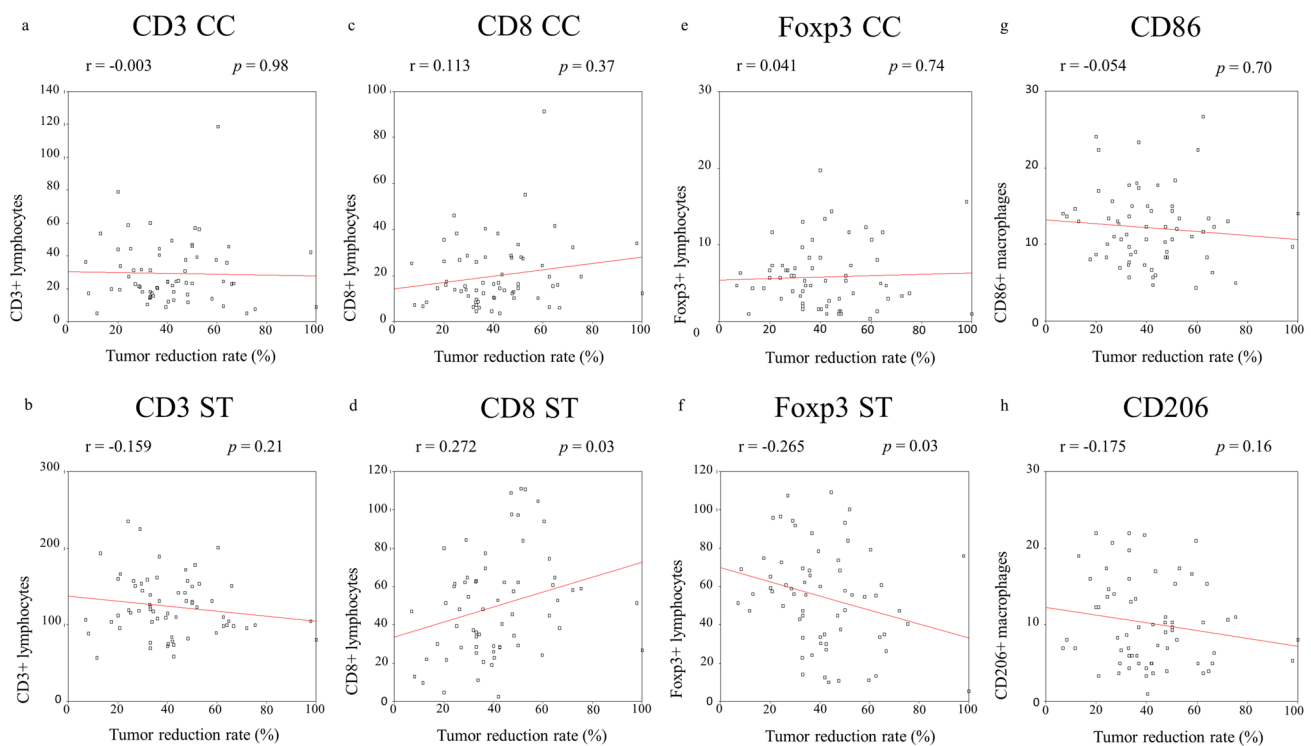 a
CD3 CC
r = -0.003
p = 0.98
CD3+ lymphocytes
140
120
100
80
60
40
20
0
0
20
40
60
80
100
Tumor reduction rate (%)
c
CD8 CC
r = 0.113
p = 0.37
CD8+ lymphocytes
100
80
60
40
20
0
0
20
40
60
80
100
Tumor reduction rate (%)
e
Foxp3 CC
r = 0.041
p = 0.74
Foxp3+ lymphocytes
30
20
10
0
0
20
40
60
80
100
Tumor reduction rate (%)
g
CD86
r = -0.054
p = 0.70
CD86+ macrophages
30
20
10
0
0
20
40
60
80
100
Tumor reduction rate (%)
b
CD3 ST
r = -0.159
p = 0.21
CD3+ lymphocytes
300
200
100
0
0
20
40
60
80
100
Tumor reduction rate (%)
d
CD8 ST
r = 0.272
p = 0.03
CD8+ lymphocytes
120
100
80
60
40
20
0
0
20
40
60
80
100
Tumor reduction rate (%)
f
Foxp3 ST
r = -0.265
p = 0.03
Foxp3+ lymphocytes
120
100
80
60
40
20
0
0
20
40
60
80
100
Tumor reduction rate (%)
h
CD206
r = -0.175
p = 0.16
CD206+ macrophages
30
20
10
0
0
20
40
60
80
100
Tumor reduction rate (%)